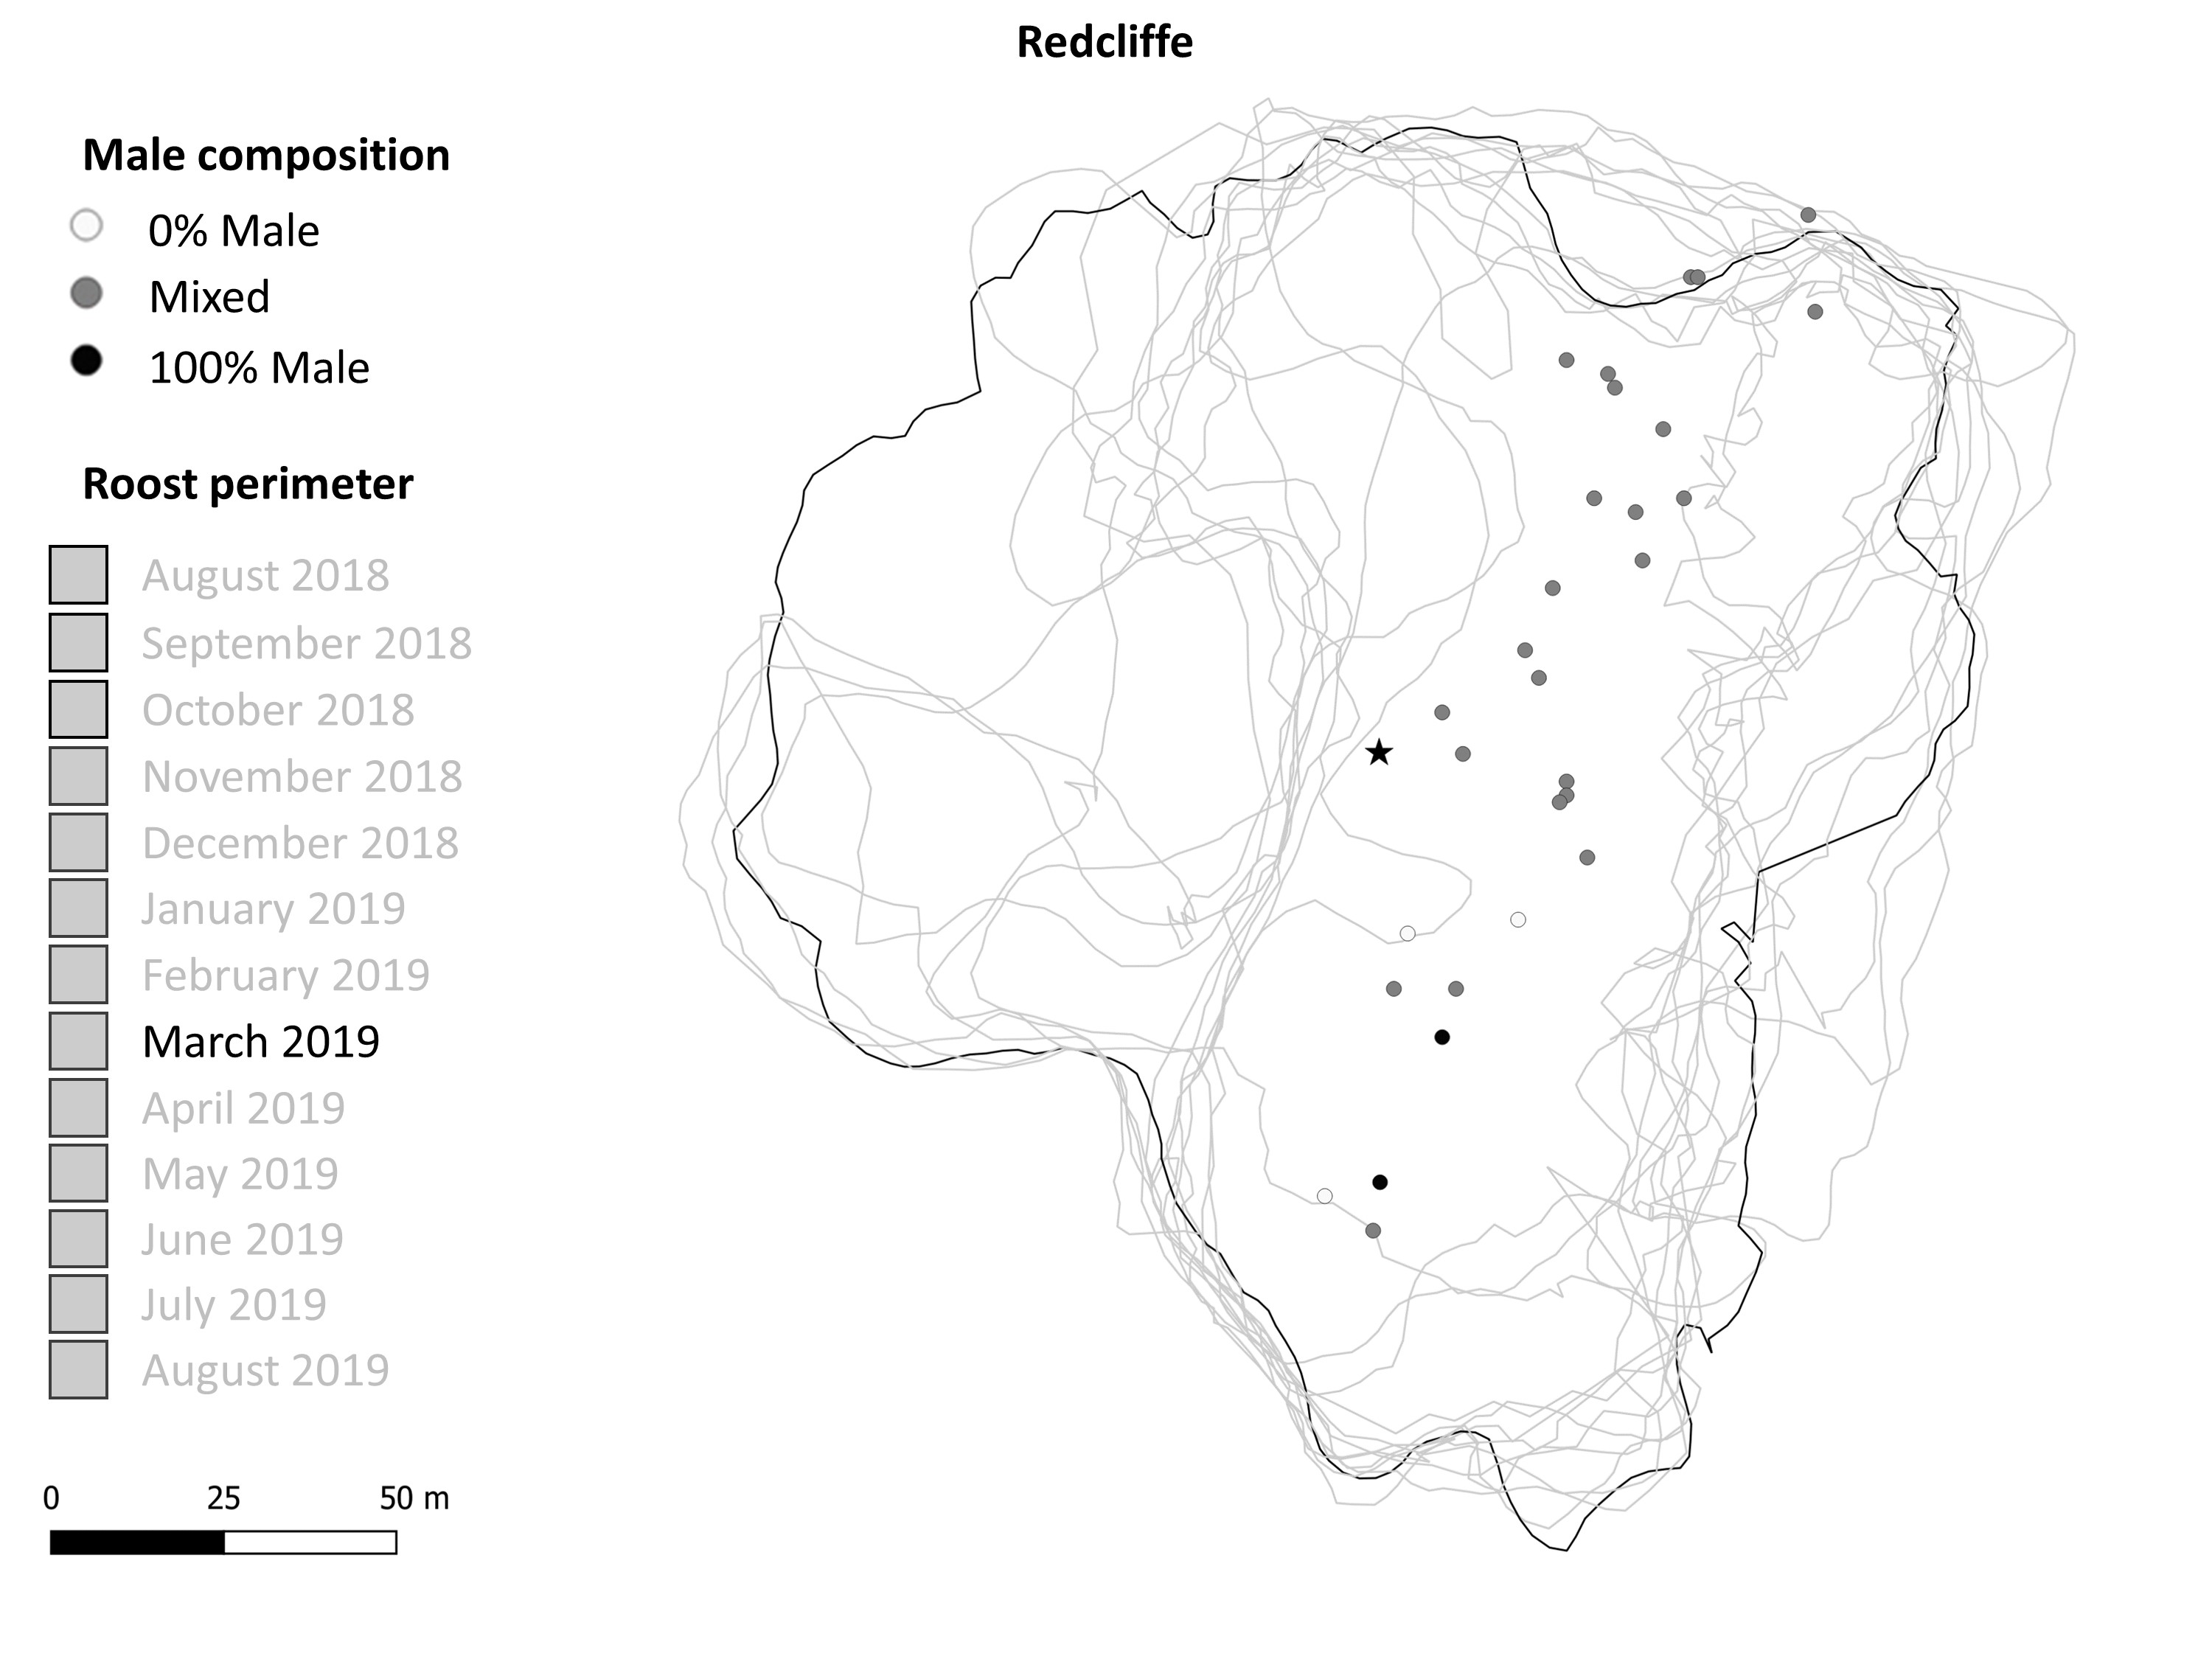 Redcliffe
Male composition
0% Male
Mixed
100% Male
Roost perimeter
August 2018
September 2018
October 2018
November 2018
December 2018
January 2019
February 2019
March 2019
April 2019
May 2019
June 2019
July 2019
August 2019
0 25 50 m